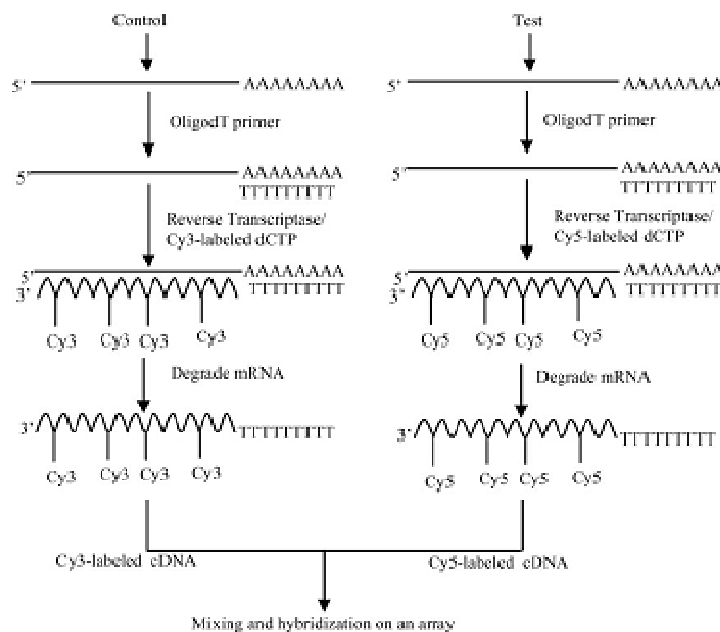 Control
Test
5' AAAAAAAA
5' AAAAAAAA
OligodT primer
OligodT primer
5' AAAAAAAA
TTTTTTTTT
5' AAAAAAAA
TTTTTTTTT
Reverse Transcriptase/
Cy3-labeled dCTP
Reverse Transcriptase/
Cy5-labeled dCTP
5' AAAAAAAA
3' TTTTTTTTT
5' AAAAAAAA
3' TTTTTTTTT
Cy3 Cy3 Cy3 Cy3
Cy5 Cy5 Cy5 Cy5
Degrade mRNA
Degrade mRNA
3' TTTTTTTTT
3' TTTTTTTTT
Cy3 Cy3 Cy3 Cy3
Cy5 Cy5 Cy5 Cy5
Cy3-labeled cDNA
Cy5-labeled cDNA
Mixing and hybridization on an array